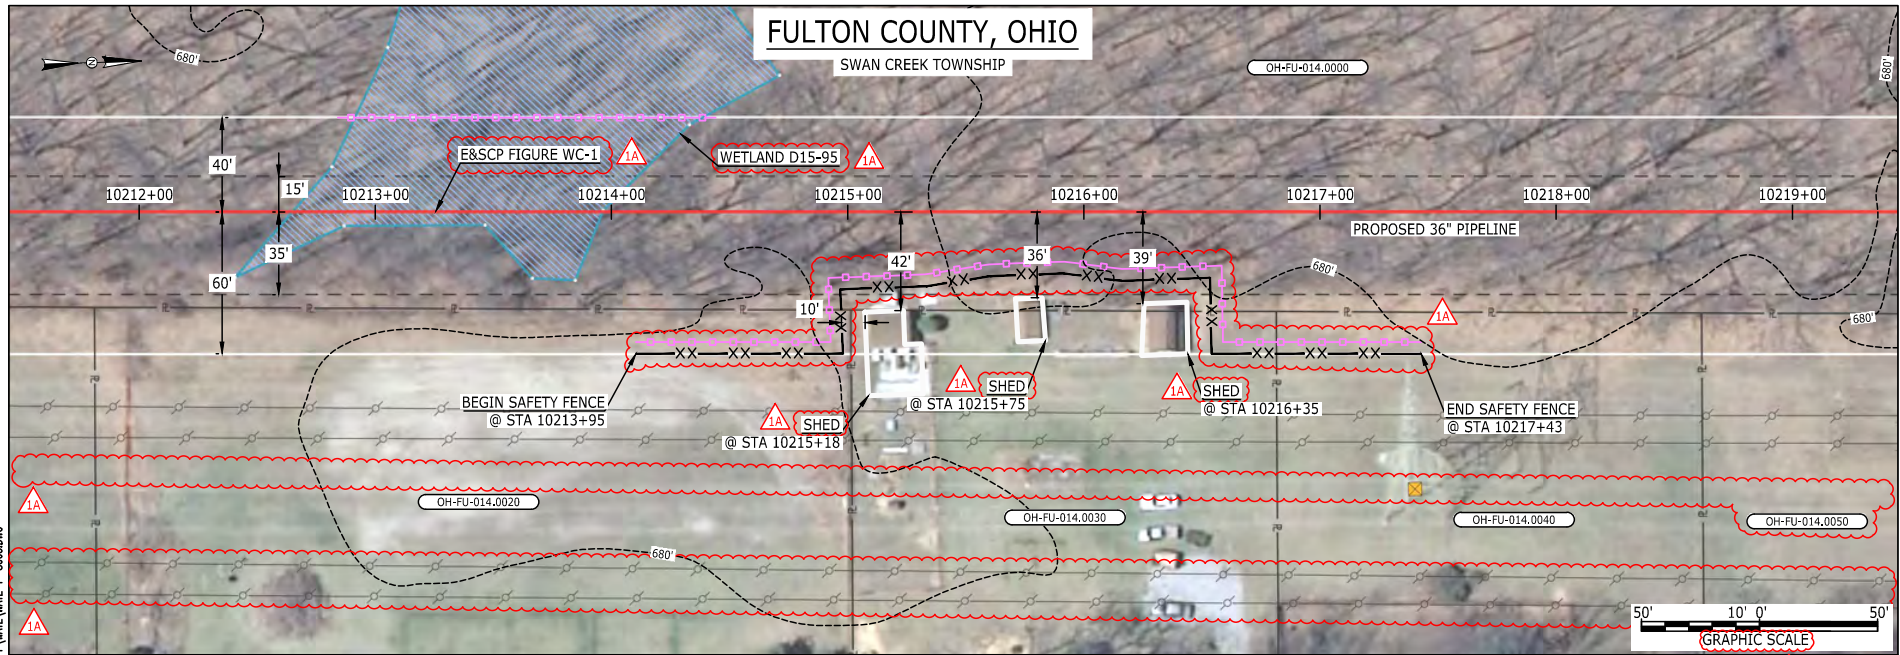 FULTON COUNTY, OHIO
SWAN CREEK TOWNSHIP
680'
N
OH-FU-014.0000
680'
40'
E&SCP FIGURE WC-1
1A
WETLAND D15-95
1A
15'
10212+00
10213+00
10214+00
10215+00
10216+00
10217+00
10218+00
10219+00
PROPOSED 36" PIPELINE
35'
60'
42'
36'
39'
680'
10'
680'
1A
BEGIN SAFETY FENCE
@ STA 10213+95
1A
SHED
@ STA 10215+18
1A
SHED
@ STA 10215+75
1A
SHED
@ STA 10216+35
END SAFETY FENCE
@ STA 10217+43
1A
OH-FU-014.0020
OH-FU-014.0030
OH-FU-014.0040
OH-FU-014.0050
680'
1A
50'
10'
0'
50'
GRAPHIC SCALE